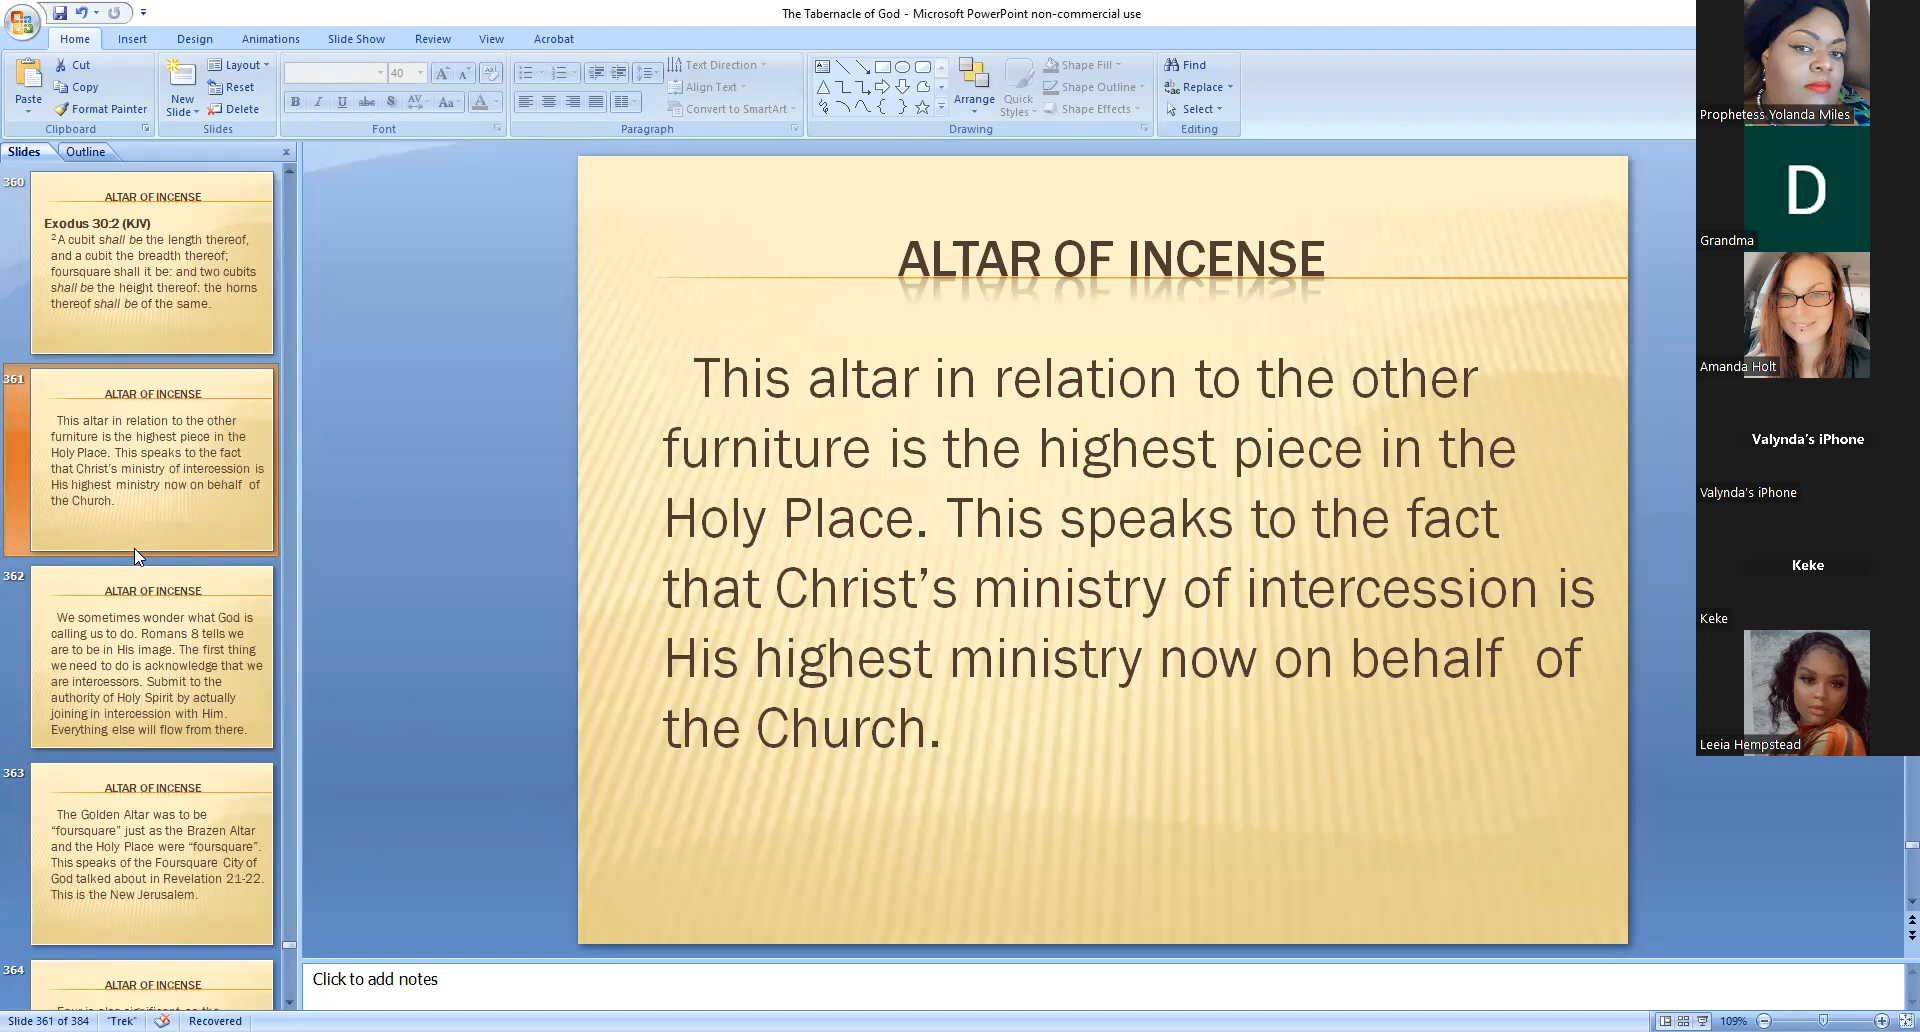 The Tabernacle of God - Microsoft PowerPoint non-commercial use
Home Insert Design Animations Slide Show Review View Acrobat
Paste
Cut
Copy
Format Painter
Clipboard
New
Slide
Layout
Reset
Delete
Slides
40
B I U abc S AV Aa A
Font
Text Direction
Align Text
Convert to SmartArt
Paragraph
Arrange
Quick
Styles
Shape Fill
Shape Outline
Shape Effects
Drawing
Find
Replace
Select
Editing
Slides Outline
360
ALTAR OF INCENSE
Exodus 30:2 (KJV)
2 A cubit shall be the length thereof,
and a cubit the breadth thereof;
foursquare shall it be: and two cubits
shall be the height thereof: the horns
thereof shall be of the same.
361
ALTAR OF INCENSE
This altar in relation to the other
furniture is the highest piece in the
Holy Place. This speaks to the fact
that Christ's ministry of intercession is
His highest ministry now on behalf of
the Church.
362
ALTAR OF INCENSE
We sometimes wonder what God is
calling us to do. Romans 8 tells we
are to be in His image. The first thing
we need to do is acknowledge that we
are intercessors. Submit to the
authority of Holy Spirit by actually
joining in intercession with Him.
Everything else will flow from there.
363
ALTAR OF INCENSE
The Golden Altar was to be
“foursquare” just as the Brazen Altar
and the Holy Place were “foursquare”.
This speaks of the Foursquare City of
God talked about in Revelation 21-22.
This is the New Jerusalem.
364
ALTAR OF INCENSE
ALTAR OF INCENSE
This altar in relation to the other
furniture is the highest piece in the
Holy Place. This speaks to the fact
that Christ’s ministry of intercession is
His highest ministry now on behalf of
the Church.
Click to add notes
Slide 361 of 384 "Trek" Recovered
109%
Prophetess Yolanda Miles
D
Grandma
Amanda Holt
Valynda's iPhone
Valynda's iPhone
Keke
Keke
Leeia Hempstead